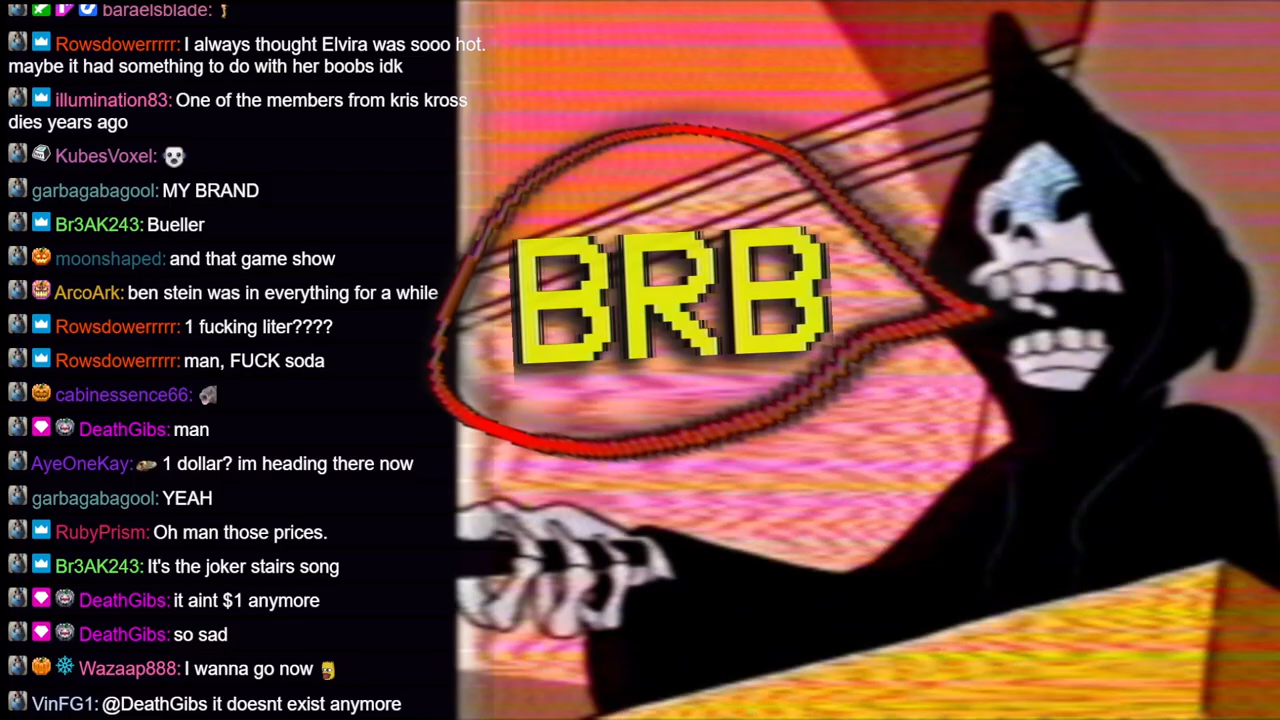 baraelsblade:
Rowsdowerrrrr: I always thought Elvira was sooo hot.
maybe it had something to do with her boobs idk
illumination83: One of the members from kris kross
dies years ago
KubesVoxel:
garbagabagool: MY BRAND
Br3AK243: Bueller
moonshaped: and that game show
ArcoArk: ben stein was in everything for a while
Rowsdowerrrrr: 1 fucking liter????
Rowsdowerrrrr: man, FUCK soda
cabinessence66:
DeathGibs: man
AyeOneKay: 1 dollar? im heading there now
garbagabagool: YEAH
RubyPrism: Oh man those prices.
Br3AK243: It's the joker stairs song
DeathGibs: it aint $1 anymore
DeathGibs: so sad
Wazaap888: I wanna go now
VinFG1: @DeathGibs it doesnt exist anymore
BRB